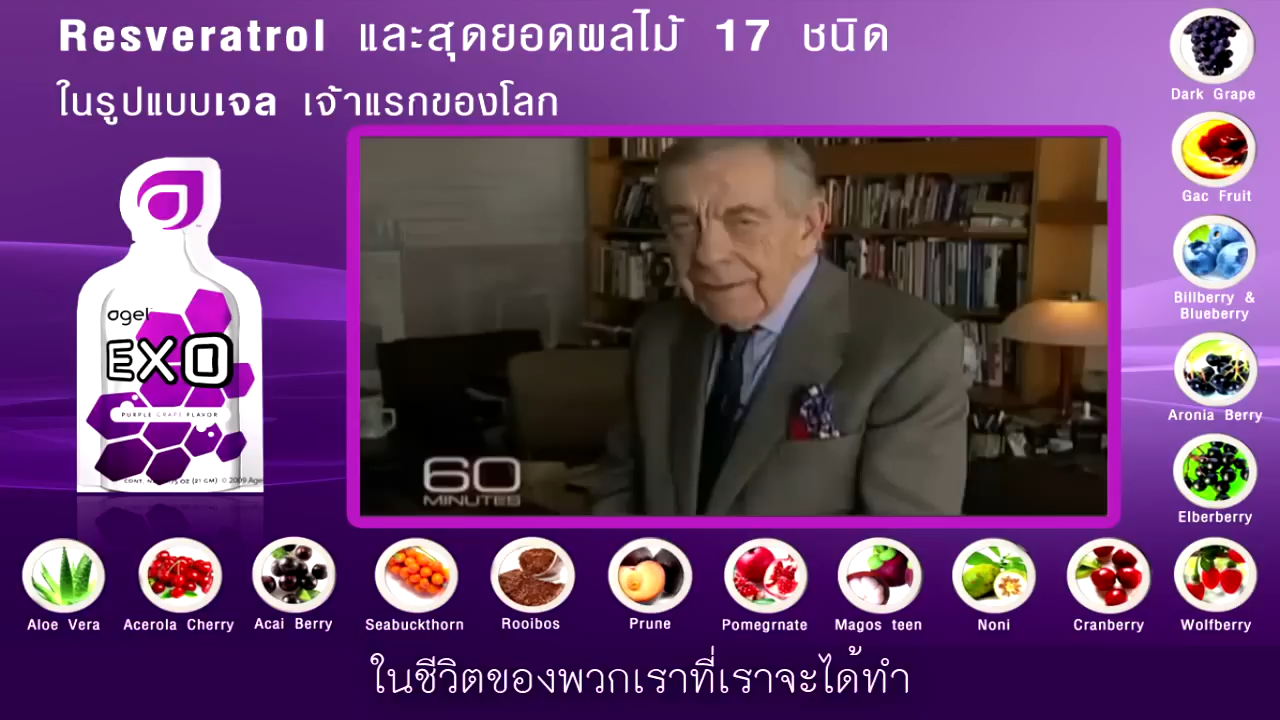 Resveratrol และสุดยอดผลไม้ 17 ชนิด
ในรูปแบบเจล เจ้าแรกของโลก
Dark Grape
Gac Fruit
Billberry &
Blueberry
Aronia Berry
Elberberry
agel
EXO
PURPLE GRAPE FLAVOR
© 2009 Age
60
MINUTES
Aloe Vera
Acerola Cherry
Acai Berry
Seabuckthorn
Rooibos
Prune
Pomegrnate
Magos teen
Noni
Cranberry
Wolfberry
ในชีวิตของพวกเราที่เราจะได้ทำ